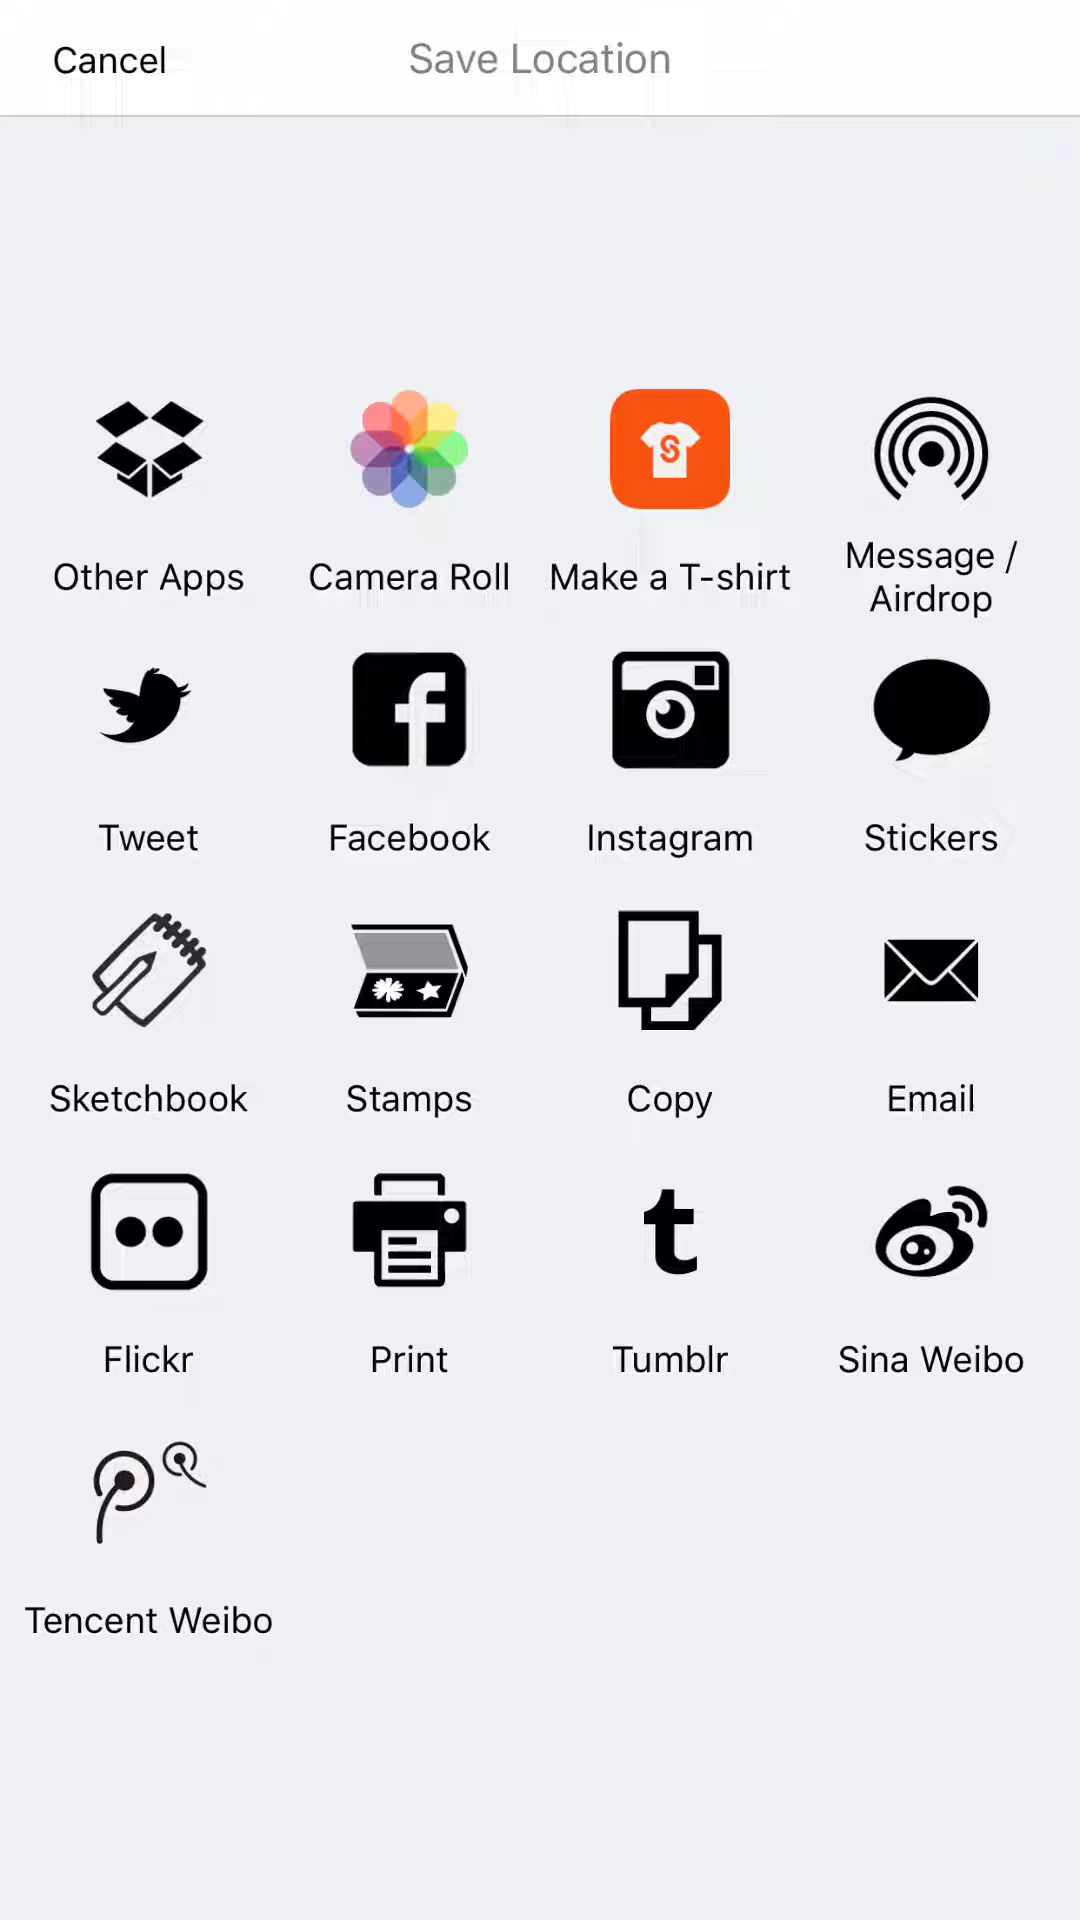 Cancel
Save Location
Other Apps
Camera Roll
Make a T-shirt
Message /
Airdrop
Tweet
Facebook
Instagram
Stickers
Sketchbook
Stamps
Copy
Email
Flickr
Print
Tumblr
Sina Weibo
Tencent Weibo